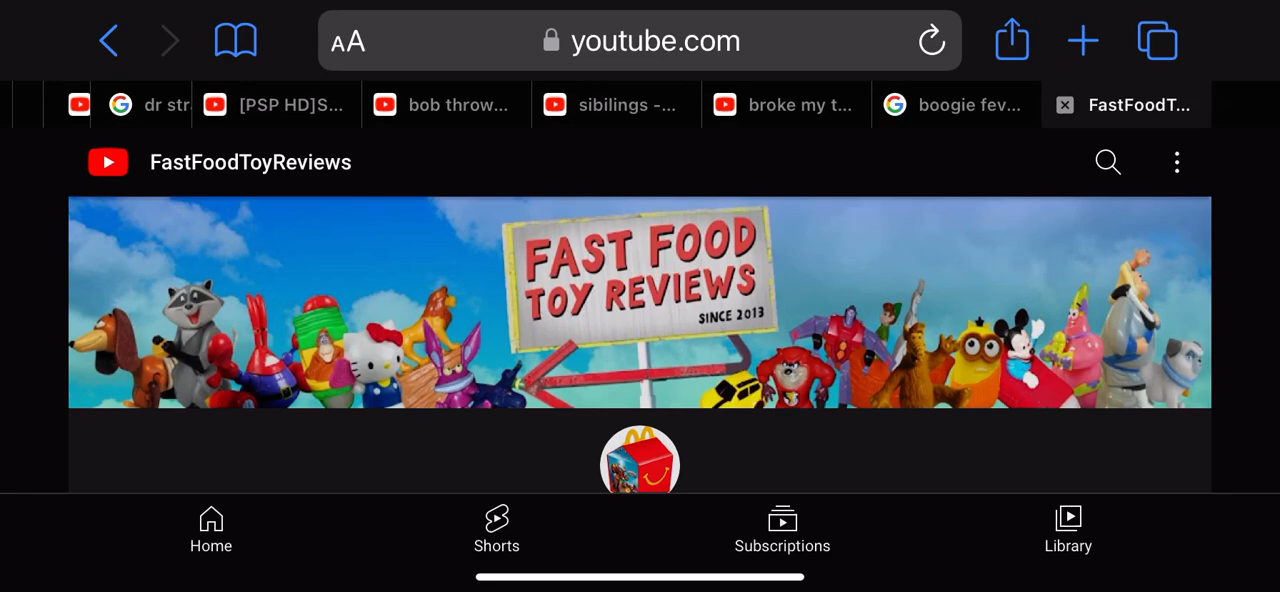 AA
youtube.com
dr str
[PSP HD]S...
bob throw...
sibilings -...
broke my t...
boogie fev...
FastFoodT...
FastFoodToyReviews
FAST FOOD
TOY REVIEWS
SINCE 2013
Home
Shorts
Subscriptions
Library